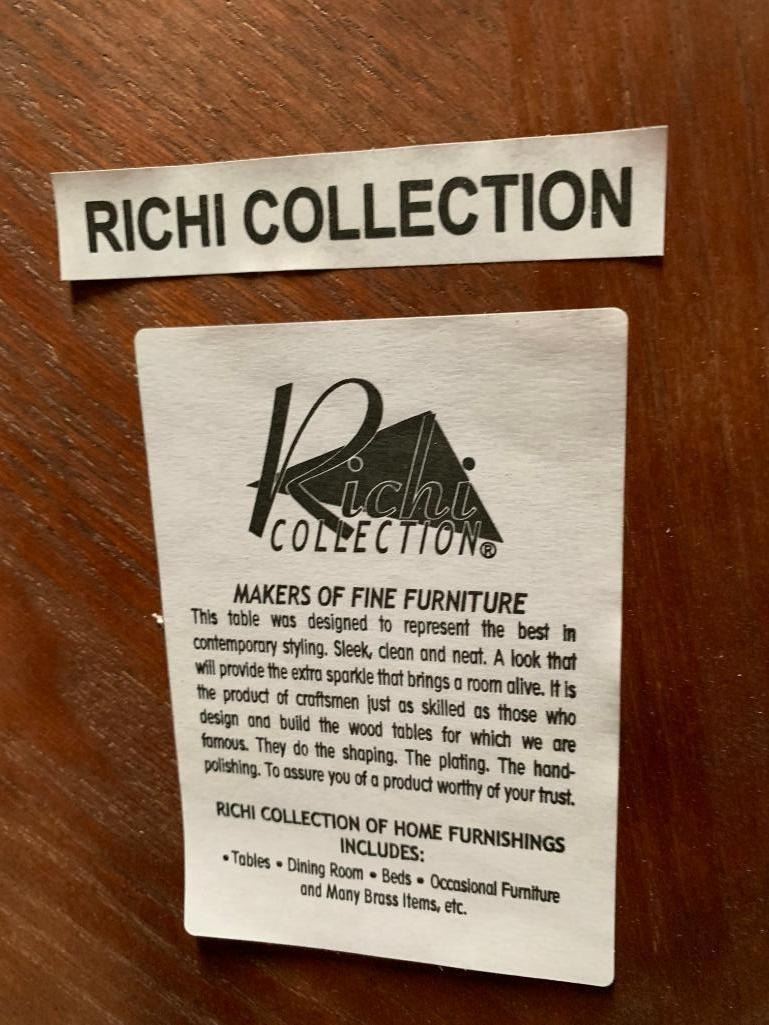 RICHI COLLECTION
Richi
COLLECTION®
MAKERS OF FINE FURNITURE
This table was designed to represent the best in
contemporary styling. Sleek, clean and neat. A look that
will provide the extra sparkle that brings a room alive. It is
the product of craftsmen just as skilled as those who
design and build the wood tables for which we are
famous. They do the shaping. The plating. The hand-
polishing. To assure you of a product worthy of your trust.
RICHI COLLECTION OF HOME FURNISHINGS
INCLUDES:
• Tables • Dining Room • Beds • Occasional Furniture
and Many Brass Items, etc.